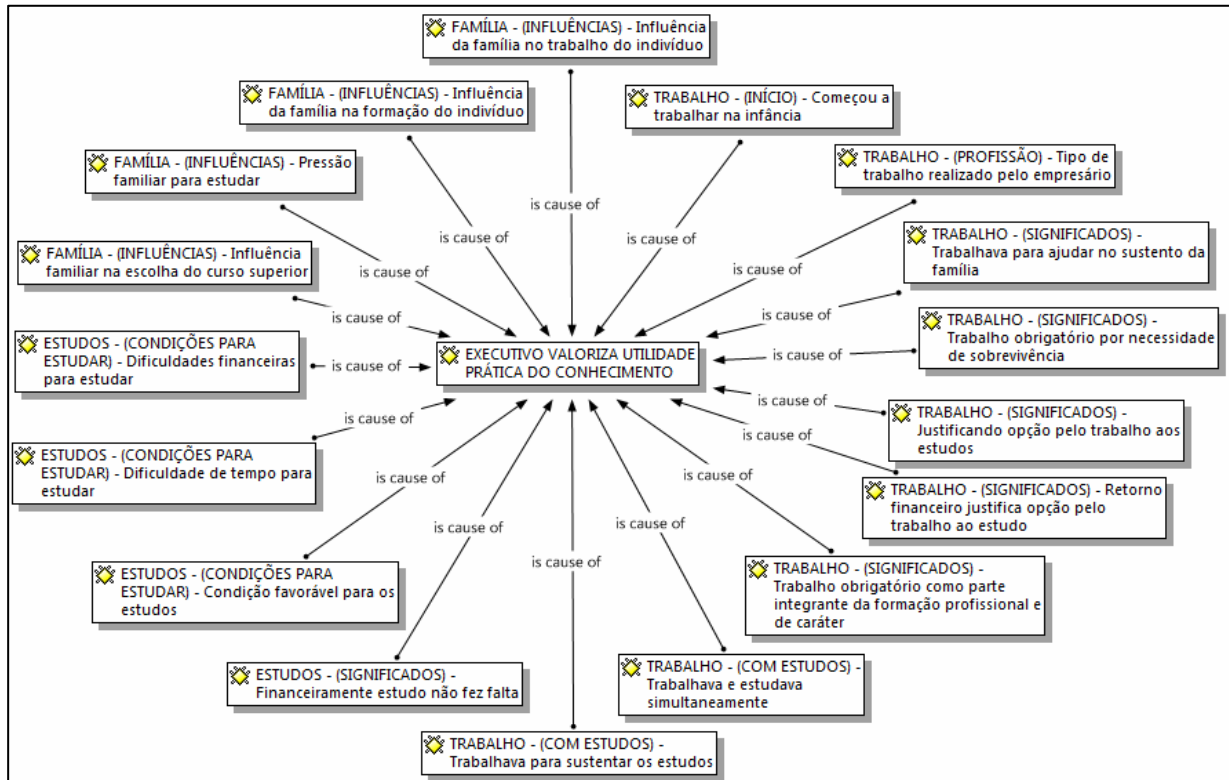 FAMÍLIA - (INFLUÊNCIAS) - Influência
da família no trabalho do indivíduo
FAMÍLIA - (INFLUÊNCIAS) - Influência
da família na formação do indivíduo
TRABALHO - (INÍCIO) - Começou a
trabalhar na infância
FAMÍLIA - (INFLUÊNCIAS) - Pressão
familiar para estudar
TRABALHO - (PROFISSÃO) - Tipo de
trabalho realizado pelo empresário
is cause of
is cause of
is cause of
is cause of
is cause of
FAMÍLIA - (INFLUÊNCIAS) - Influência
familiar na escolha do curso superior
TRABALHO - (SIGNIFICADOS) -
Trabalhava para ajudar no sustento da
família
is cause of
is cause of
ESTUDOS - (CONDIÇÕES PARA
ESTUDAR) - Dificuldades financeiras
para estudar
is cause of
EXECUTIVO VALORIZA UTILIDADE
PRÁTICA DO CONHECIMENTO
is cause of
TRABALHO - (SIGNIFICADOS) -
Trabalho obrigatório por necessidade
de sobrevivência
is cause of
is cause of
ESTUDOS - (CONDIÇÕES PARA
ESTUDAR) - Dificuldade de tempo para
estudar
TRABALHO - (SIGNIFICADOS) -
Justificando opção pelo trabalho aos
estudos
is cause of
is cause of
is cause of
is cause of
is cause of
is cause of
TRABALHO - (SIGNIFICADOS) - Retorno
financeiro justifica opção pelo
trabalho ao estudo
ESTUDOS - (CONDIÇÕES PARA
ESTUDAR) - Condição favorável para os
estudos
TRABALHO - (SIGNIFICADOS) -
Trabalho obrigatório como parte
integrante da formação profissional e
de caráter
ESTUDOS - (SIGNIFICADOS) -
Financeiramente estudo não fez falta
TRABALHO - (COM ESTUDOS) -
Trabalhava e estudava
simultaneamente
TRABALHO - (COM ESTUDOS) -
Trabalhava para sustentar os estudos